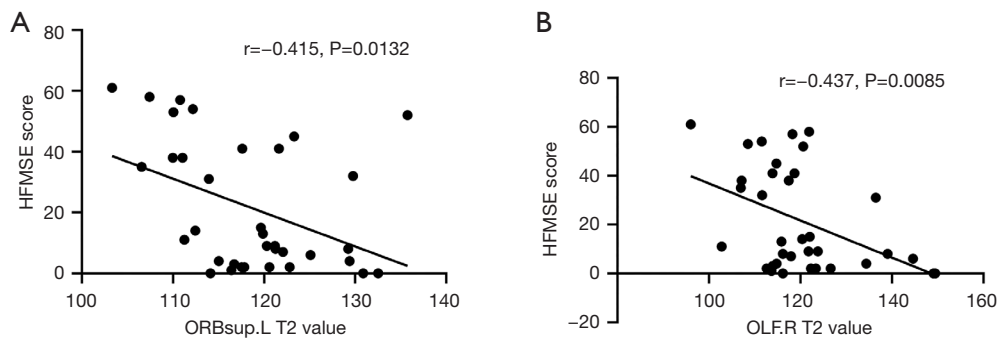 A
r=−0.415, P=0.0132
HFMSE score
80
60
40
20
0
100
110
120
130
140
ORBsup.L T2 value
B
r=−0.437, P=0.0085
HFMSE score
80
60
40
20
0
−20
100
120
140
160
OLF.R T2 value